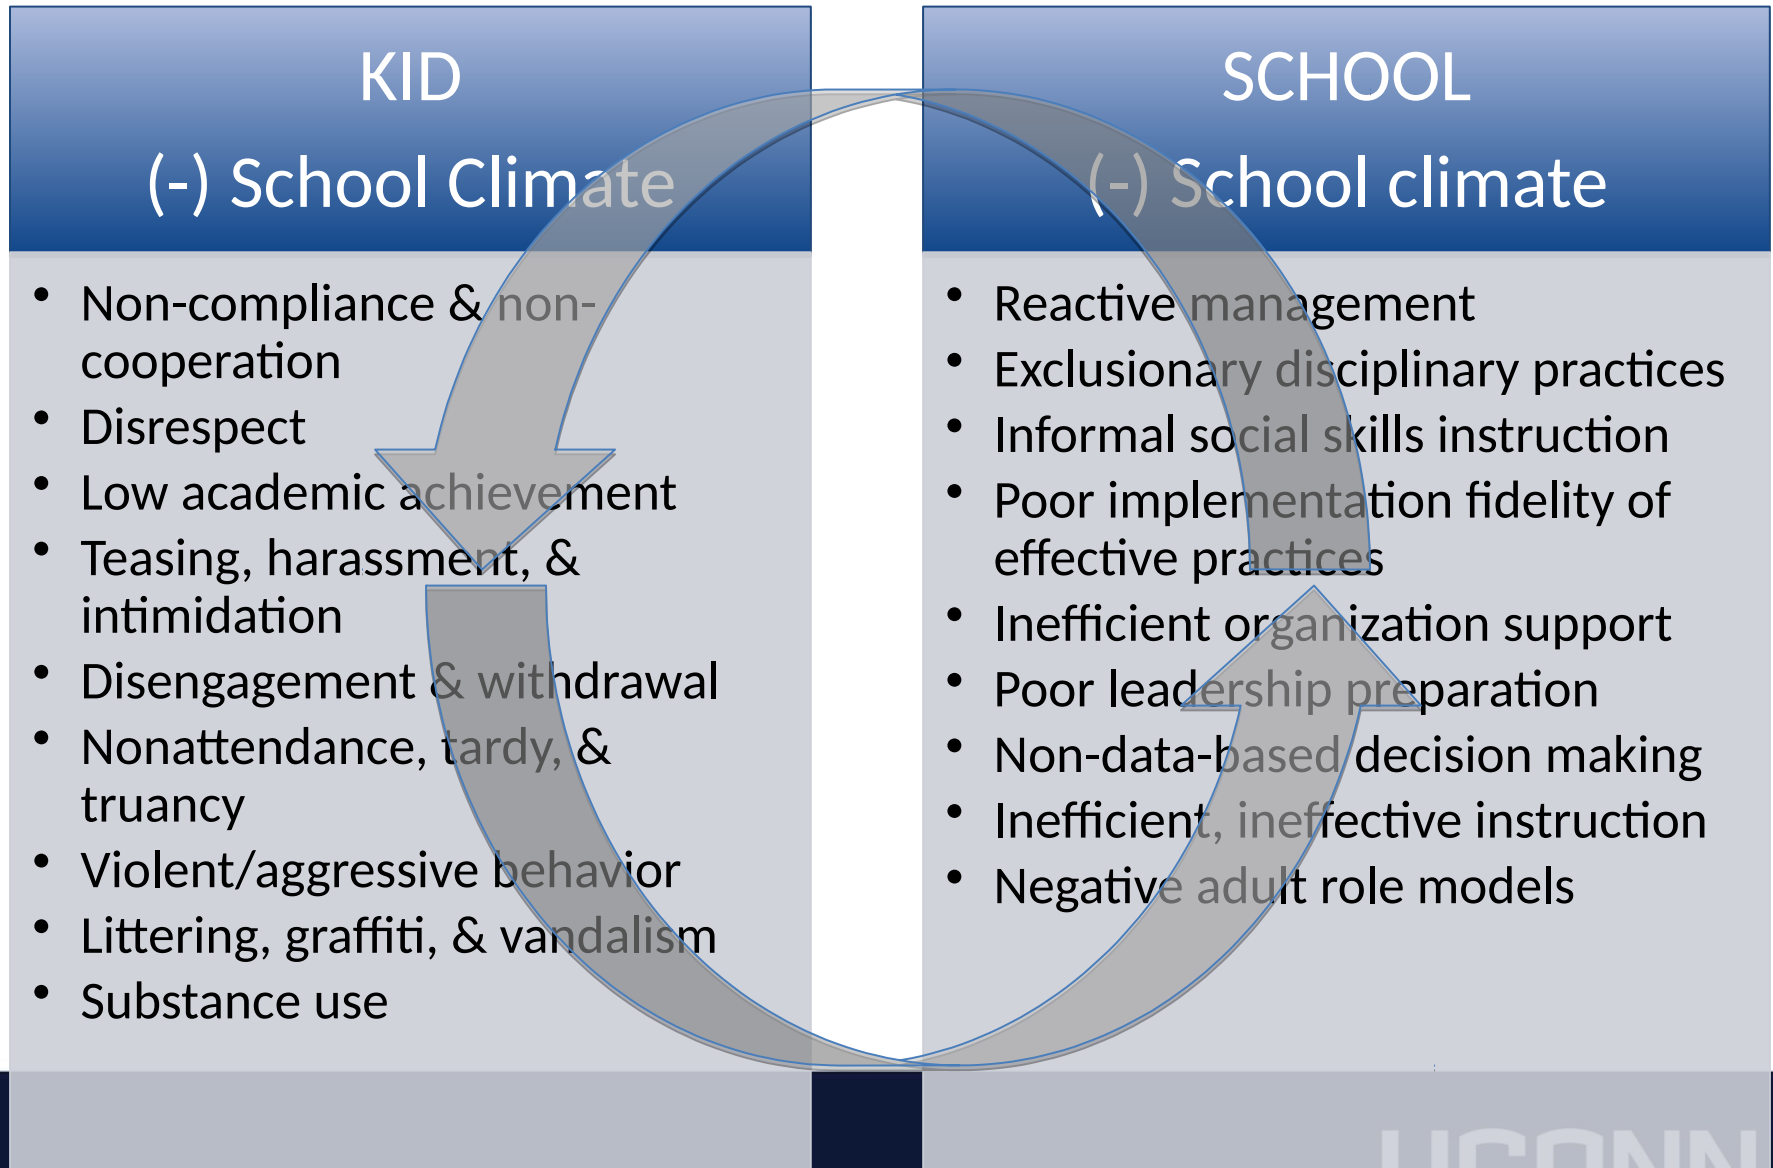 KID
(-) School Climate
• Non-compliance & non-
cooperation
• Disrespect
• Low academic achievement
• Teasing, harassment, &
intimidation
• Disengagement & withdrawal
• Nonattendance, tardy, &
truancy
• Violent/aggressive behavior
• Littering, graffiti, & vandalism
• Substance use
SCHOOL
(-) School climate
• Reactive management
• Exclusionary disciplinary practices
• Informal social skills instruction
• Poor implementation fidelity of
effective practices
• Inefficient organization support
• Poor leadership preparation
• Non-data-based decision making
• Inefficient, ineffective instruction
• Negative adult role models
UCONN